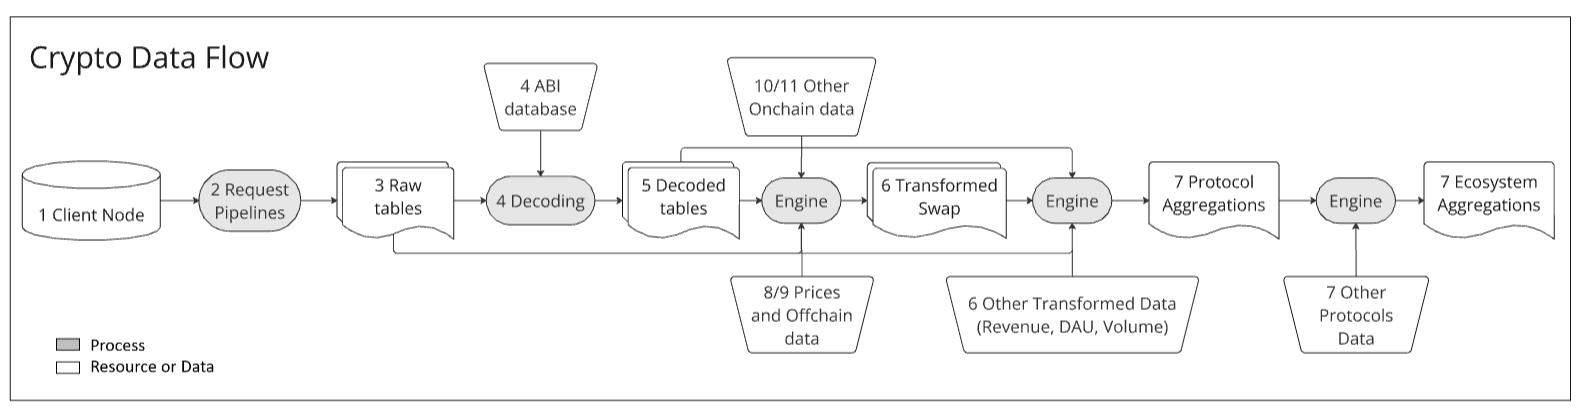 Crypto Data Flow
4 ABI
database
10/11 Other
Onchain data
1 Client Node
2 Request
Pipelines
3 Raw
tables
4 Decoding
5 Decoded
tables
Engine
6 Transformed
Swap
Engine
7 Protocol
Aggregations
Engine
7 Ecosystem
Aggregations
8/9 Prices
and Offchain
data
6 Other Transformed Data
(Revenue, DAU, Volume)
7 Other
Protocols
Data
Process
Resource or Data